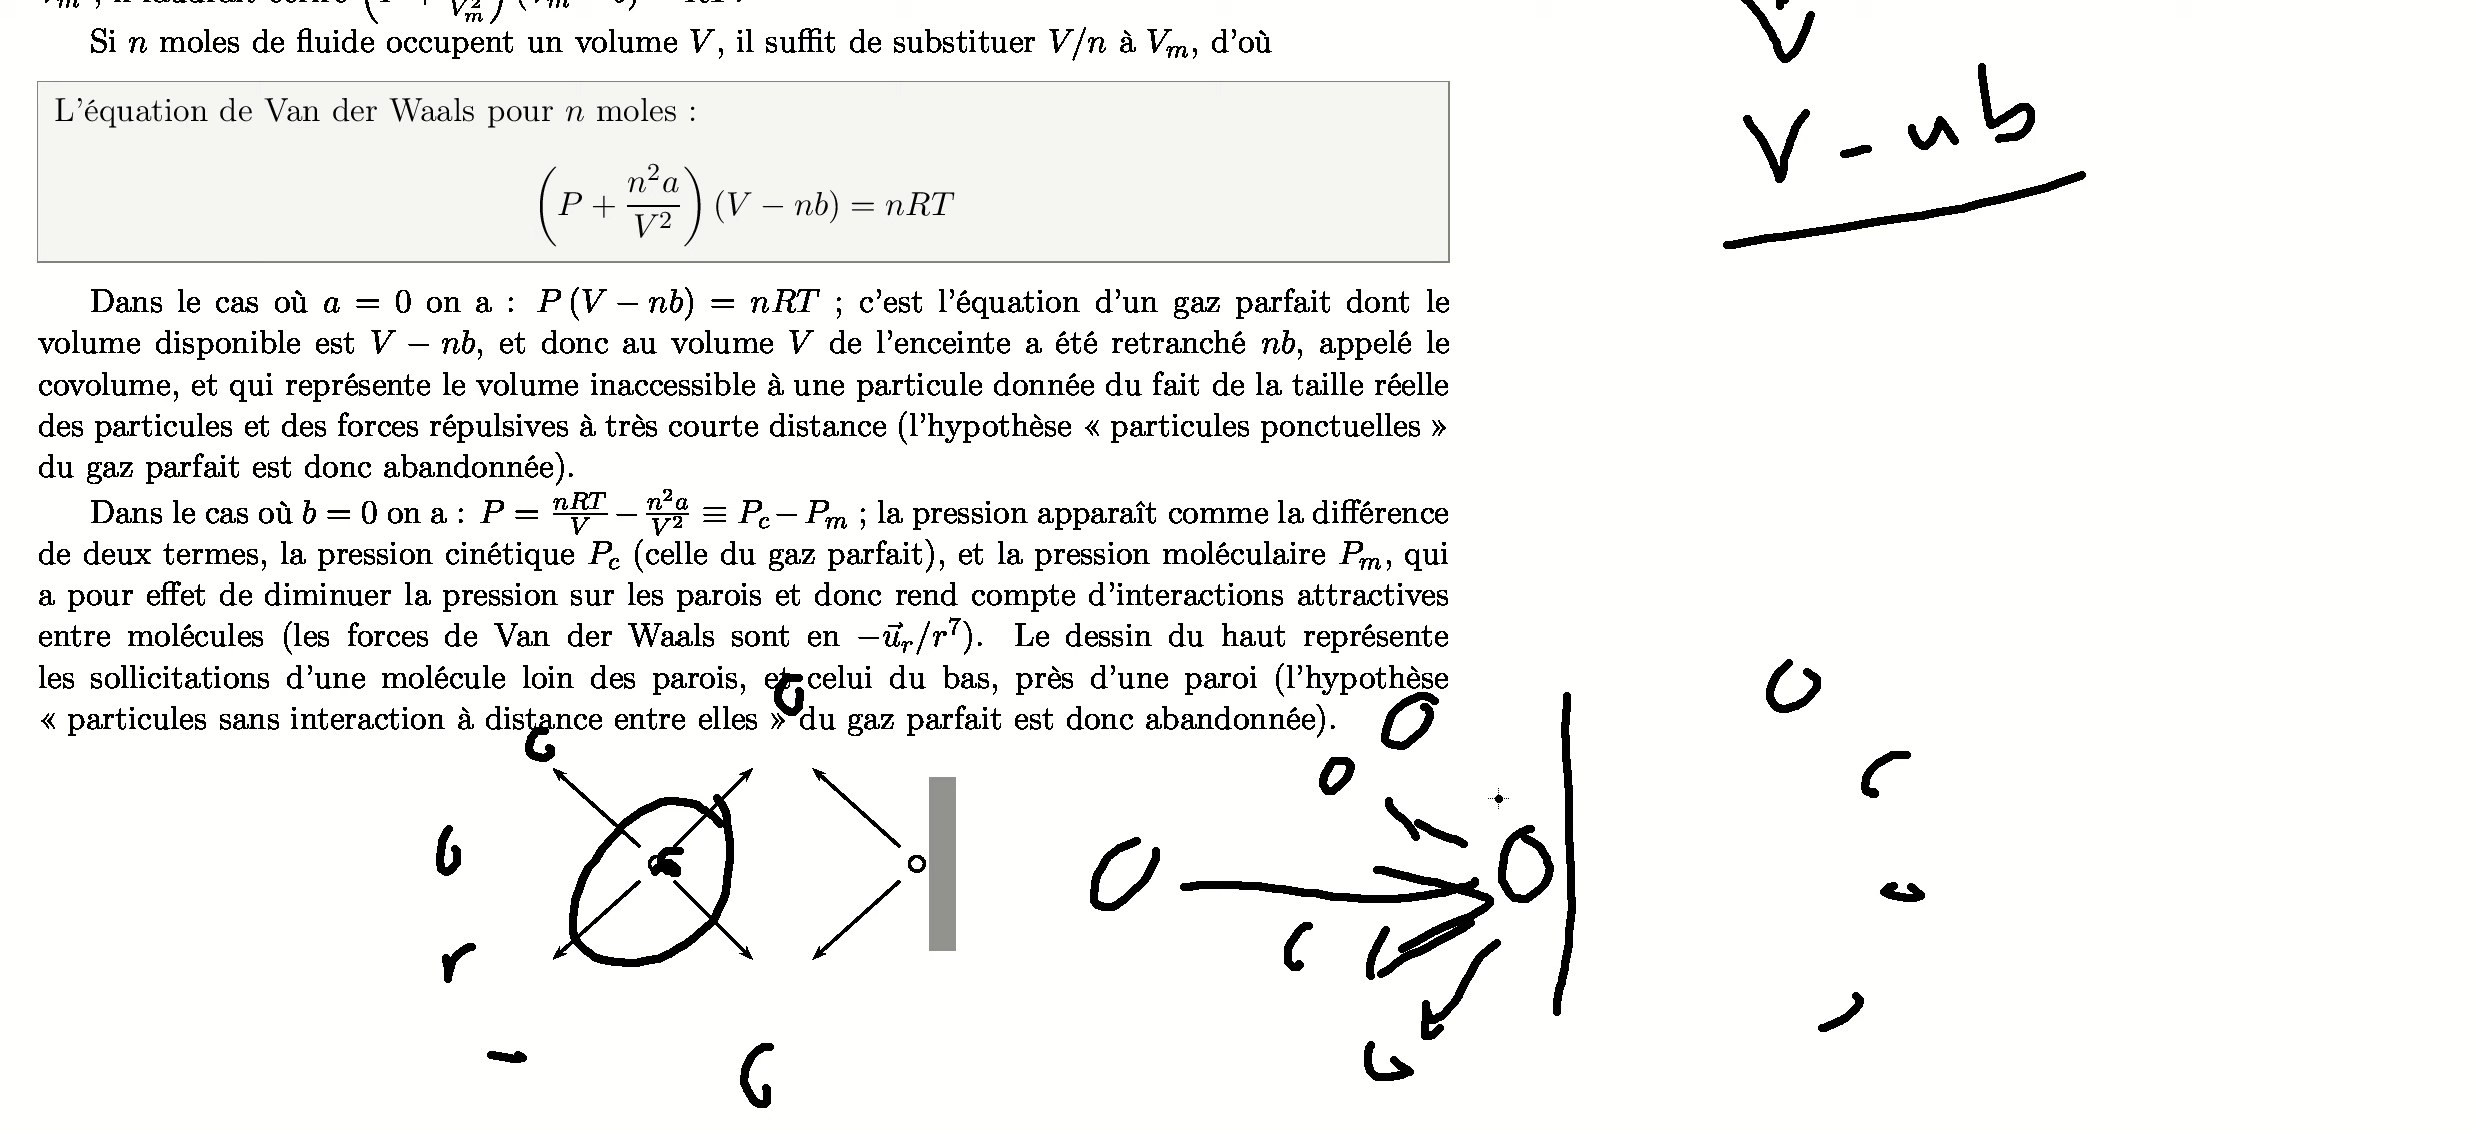 Si n moles de fluide occupent un volume V, il suffit de substituer V/n à Vₘ, d'où
L'équation de Van der Waals pour n moles :
(P + n²a/V²) (V − nb) = nRT
Dans le cas où a = 0 on a : P (V − nb) = nRT ; c'est l'équation d'un gaz parfait dont le
volume disponible est V − nb, et donc au volume V de l'enceinte a été retranché nb, appelé le
covolume, et qui représente le volume inaccessible à une particule donnée du fait de la taille réelle
des particules et des forces répulsives à très courte distance (l'hypothèse « particules ponctuelles »
du gaz parfait est donc abandonnée).
Dans le cas où b = 0 on a : P = nRT/V − n²a/V² ≡ P_c − Pₘ ; la pression apparaît comme la différence
de deux termes, la pression cinétique P_c (celle du gaz parfait), et la pression moléculaire Pₘ, qui
a pour effet de diminuer la pression sur les parois et donc rend compte d'interactions attractives
entre molécules (les forces de Van der Waals sont en −u⃗ᵣ/r⁷). Le dessin du haut représente
les sollicitations d'une molécule loin des parois, et celui du bas, près d'une paroi (l'hypothèse
« particules sans interaction à distance entre elles » du gaz parfait est donc abandonnée).
V
V - nb